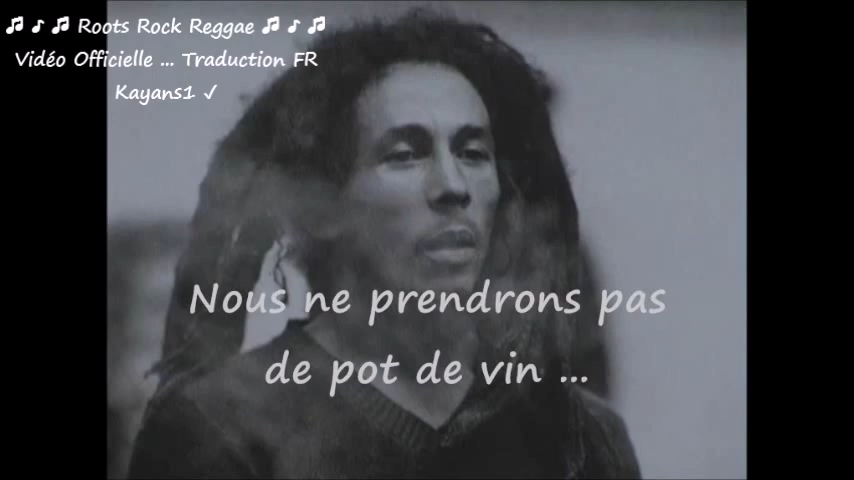 ♫ ♪ ♫ Roots Rock Reggae ♫ ♪ ♫
Vidéo Officielle ... Traduction FR
Kayans1 √
Nous ne prendrons pas
de pot de vin ...